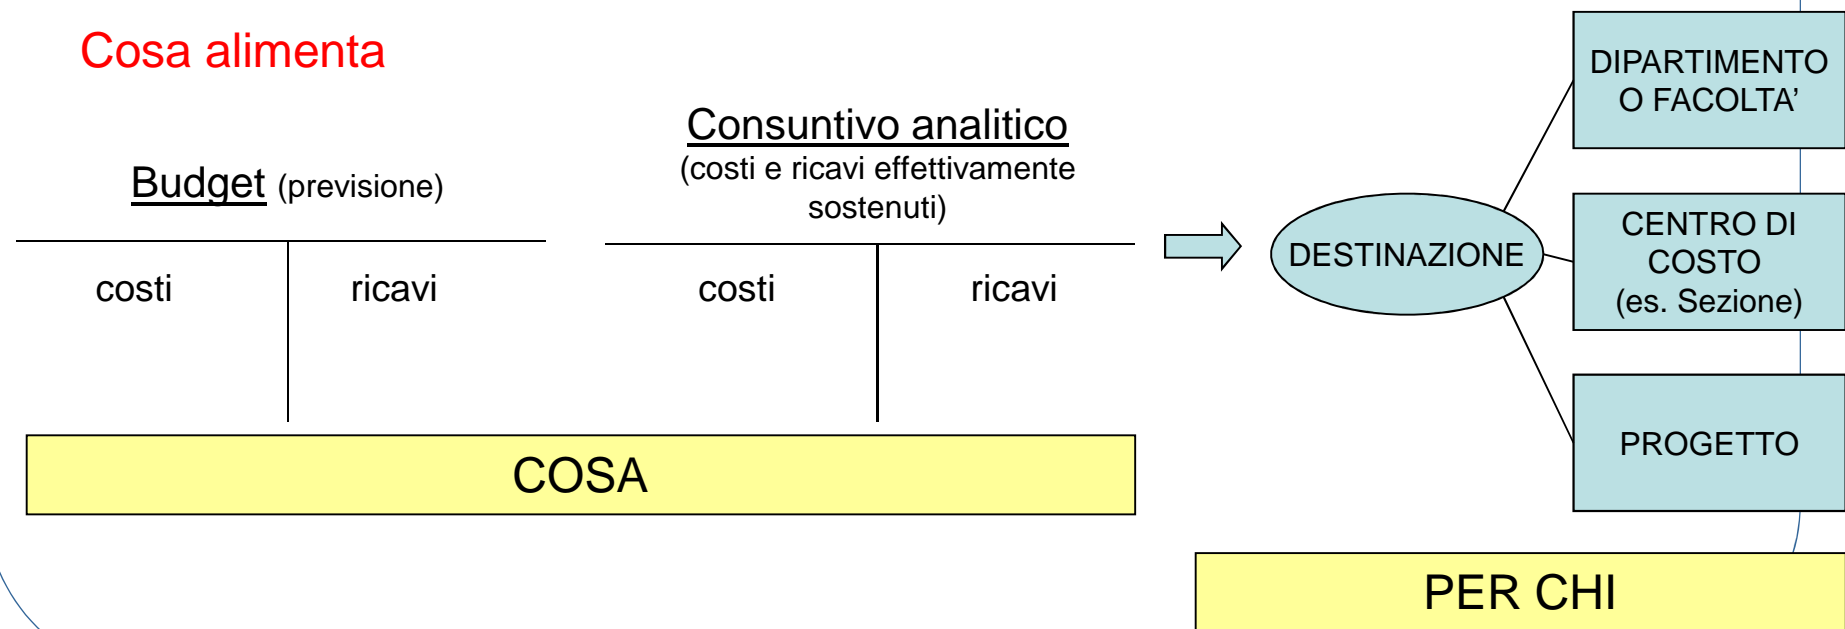 Cosa alimenta
Budget (previsione)
costi
ricavi
Consuntivo analitico
(costi e ricavi effettivamente
sostenuti)
costi
ricavi
COSA
DESTINAZIONE
DIPARTIMENTO
O FACOLTA'
CENTRO DI
COSTO
(es. Sezione)
PROGETTO
PER CHI